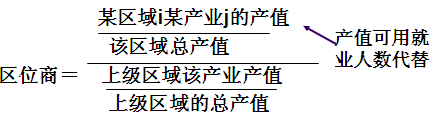 某区域i某产业j的产值
该区域总产值
区位商＝
上级区域该产业产值
上级区域的总产值
产值可用就
业人数代替